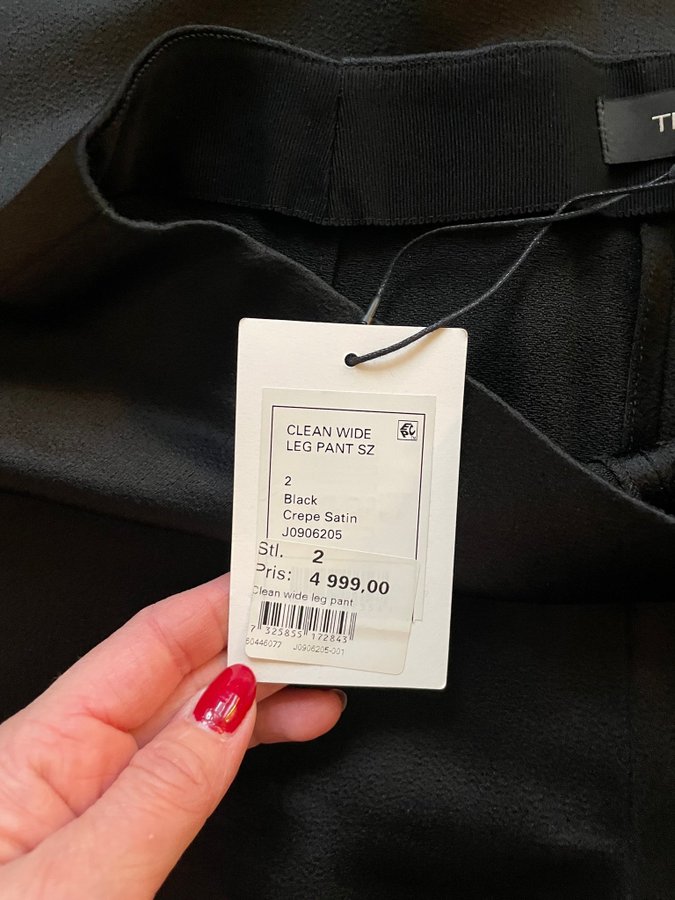 CLEAN WIDE
LEG PANT SZ
2
Black
Crepe Satin
J0906205
Stl. 2
Pris: 4 999,00
Clean wide leg pant
7 325855 172843
60446077 J0906205-001